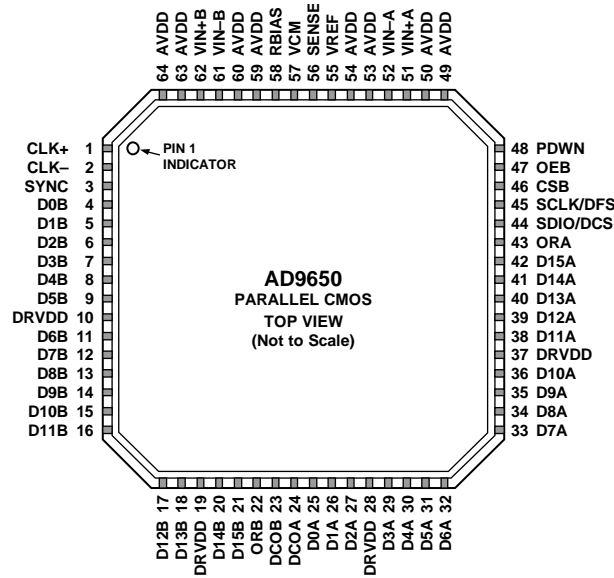 64 AVDD
63 AVDD
62 VIN+B
61 VIN–B
60 AVDD
59 AVDD
58 RBIAS
57 VCM
56 SENSE
55 VREF
54 AVDD
53 AVDD
52 VIN–A
51 VIN+A
50 AVDD
49 AVDD
CLK+ 1
CLK– 2
SYNC 3
D0B 4
D1B 5
D2B 6
D3B 7
D4B 8
D5B 9
DRVDD 10
D6B 11
D7B 12
D8B 13
D9B 14
D10B 15
D11B 16
PIN 1
INDICATOR
AD9650
PARALLEL CMOS
TOP VIEW
(Not to Scale)
48 PDWN
47 OEB
46 CSB
45 SCLK/DFS
44 SDIO/DCS
43 ORA
42 D15A
41 D14A
40 D13A
39 D12A
38 D11A
37 DRVDD
36 D10A
35 D9A
34 D8A
33 D7A
D12B 17
D13B 18
DRVDD 19
D14B 20
D15B 21
ORB 22
DCOB 23
DCOA 24
D0A 25
D1A 26
D2A 27
DRVDD 28
D3A 29
D4A 30
D5A 31
D6A 32